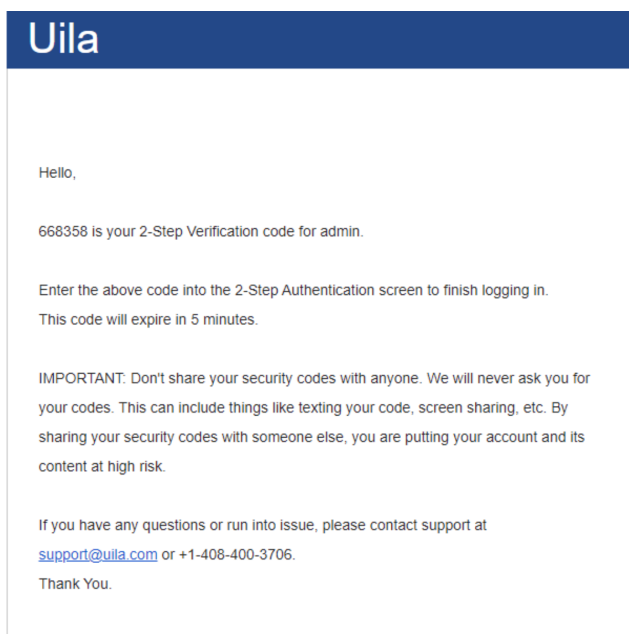 Uila
Hello,
668358 is your 2-Step Verification code for admin.
Enter the above code into the 2-Step Authentication screen to finish logging in.
This code will expire in 5 minutes.
IMPORTANT: Don't share your security codes with anyone. We will never ask you for
your codes. This can include things like texting your code, screen sharing, etc. By
sharing your security codes with someone else, you are putting your account and its
content at high risk.
If you have any questions or run into issue, please contact support at
support@uila.com or +1-408-400-3706.
Thank You.